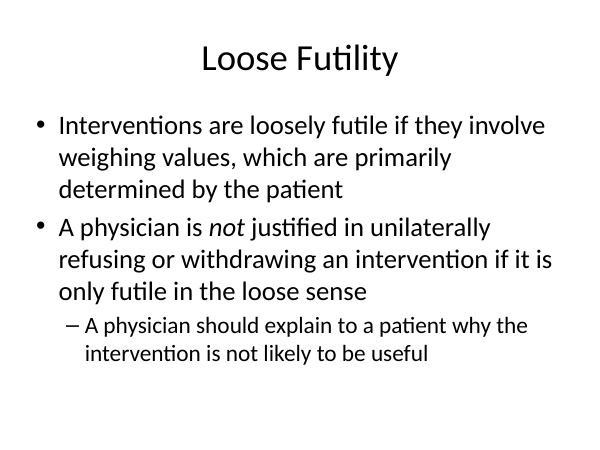 Loose Futility
• Interventions are loosely futile if they involve
weighing values, which are primarily
determined by the patient
• A physician is not justified in unilaterally
refusing or withdrawing an intervention if it is
only futile in the loose sense
– A physician should explain to a patient why the
intervention is not likely to be useful